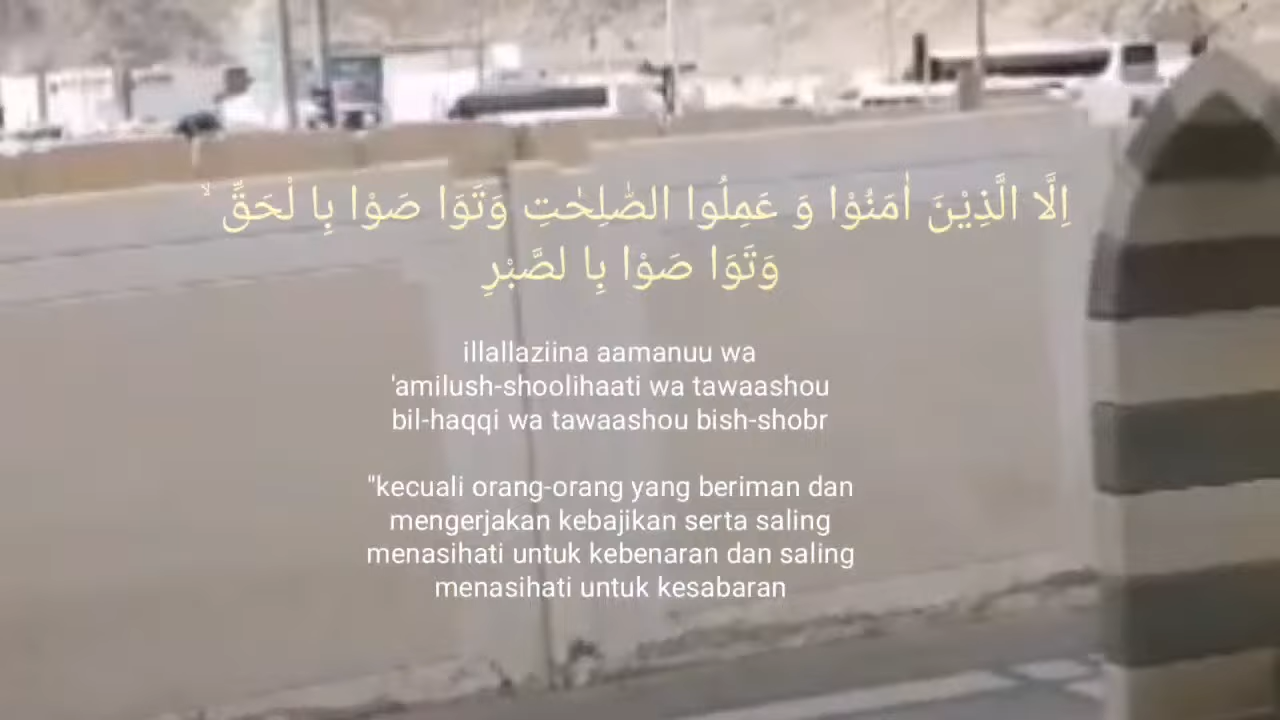 اِلَّا الَّذِيْنَ اٰمَنُوْا وَ عَمِلُوا الصّٰلِحٰتِ وَتَوَا صَوْا بِا لْحَقِّ ۙ
وَتَوَا صَوْا بِا لصَّبْرِ
illallaziina aamanuu wa
'amilush-shoolihaati wa tawaashou
bil-haqqi wa tawaashou bish-shobr
"kecuali orang-orang yang beriman dan
mengerjakan kebajikan serta saling
menasihati untuk kebenaran dan saling
menasihati untuk kesabaran